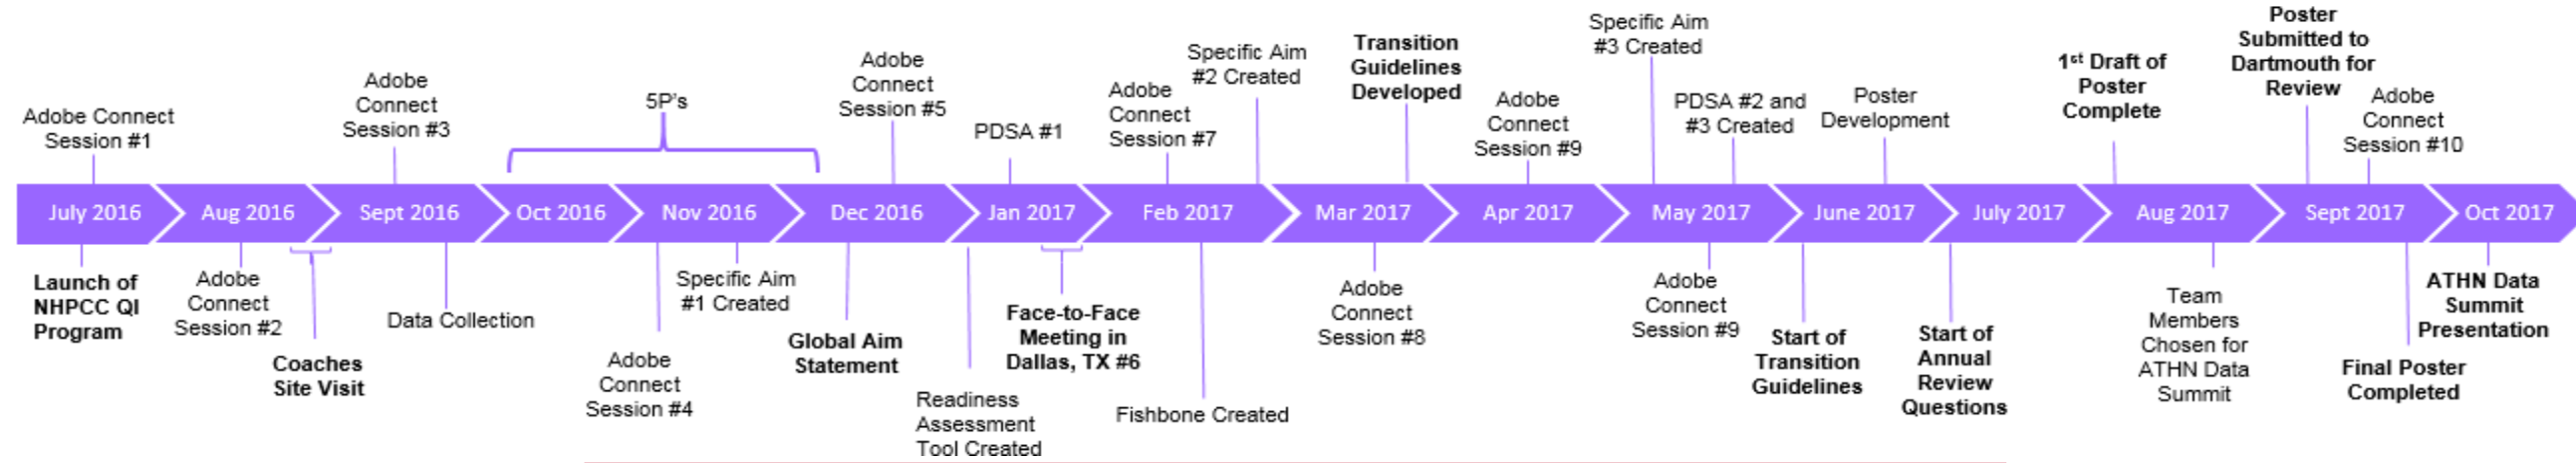 Adobe Connect
Session #1
Adobe
Connect
Session #3
5P's
Adobe
Connect
Session #5
PDSA #1
Adobe
Connect
Session #7
Specific Aim
#2 Created
Transition
Guidelines
Developed
Adobe
Connect
Session #9
Specific Aim
#3 Created
PDSA #2 and
#3 Created
Poster
Development
1st Draft of
Poster
Complete
Poster
Submitted to
Dartmouth for
Review
Adobe
Connect
Session #10
July 2016
Aug 2016
Sept 2016
Oct 2016
Nov 2016
Dec 2016
Jan 2017
Feb 2017
Mar 2017
Apr 2017
May 2017
June 2017
July 2017
Aug 2017
Sept 2017
Oct 2017
Launch of
NHPCC QI
Program
Adobe
Connect
Session #2
Coaches
Site Visit
Data Collection
Adobe
Connect
Session #4
Specific Aim
#1 Created
Global Aim
Statement
Readiness
Assessment
Tool Created
Face-to-Face
Meeting in
Dallas, TX #6
Fishbone Created
Adobe
Connect
Session #8
Adobe
Connect
Session #9
Start of
Transition
Guidelines
Start of
Annual
Review
Questions
Team
Members
Chosen for
ATHN Data
Summit
Final Poster
Completed
ATHN Data
Summit
Presentation